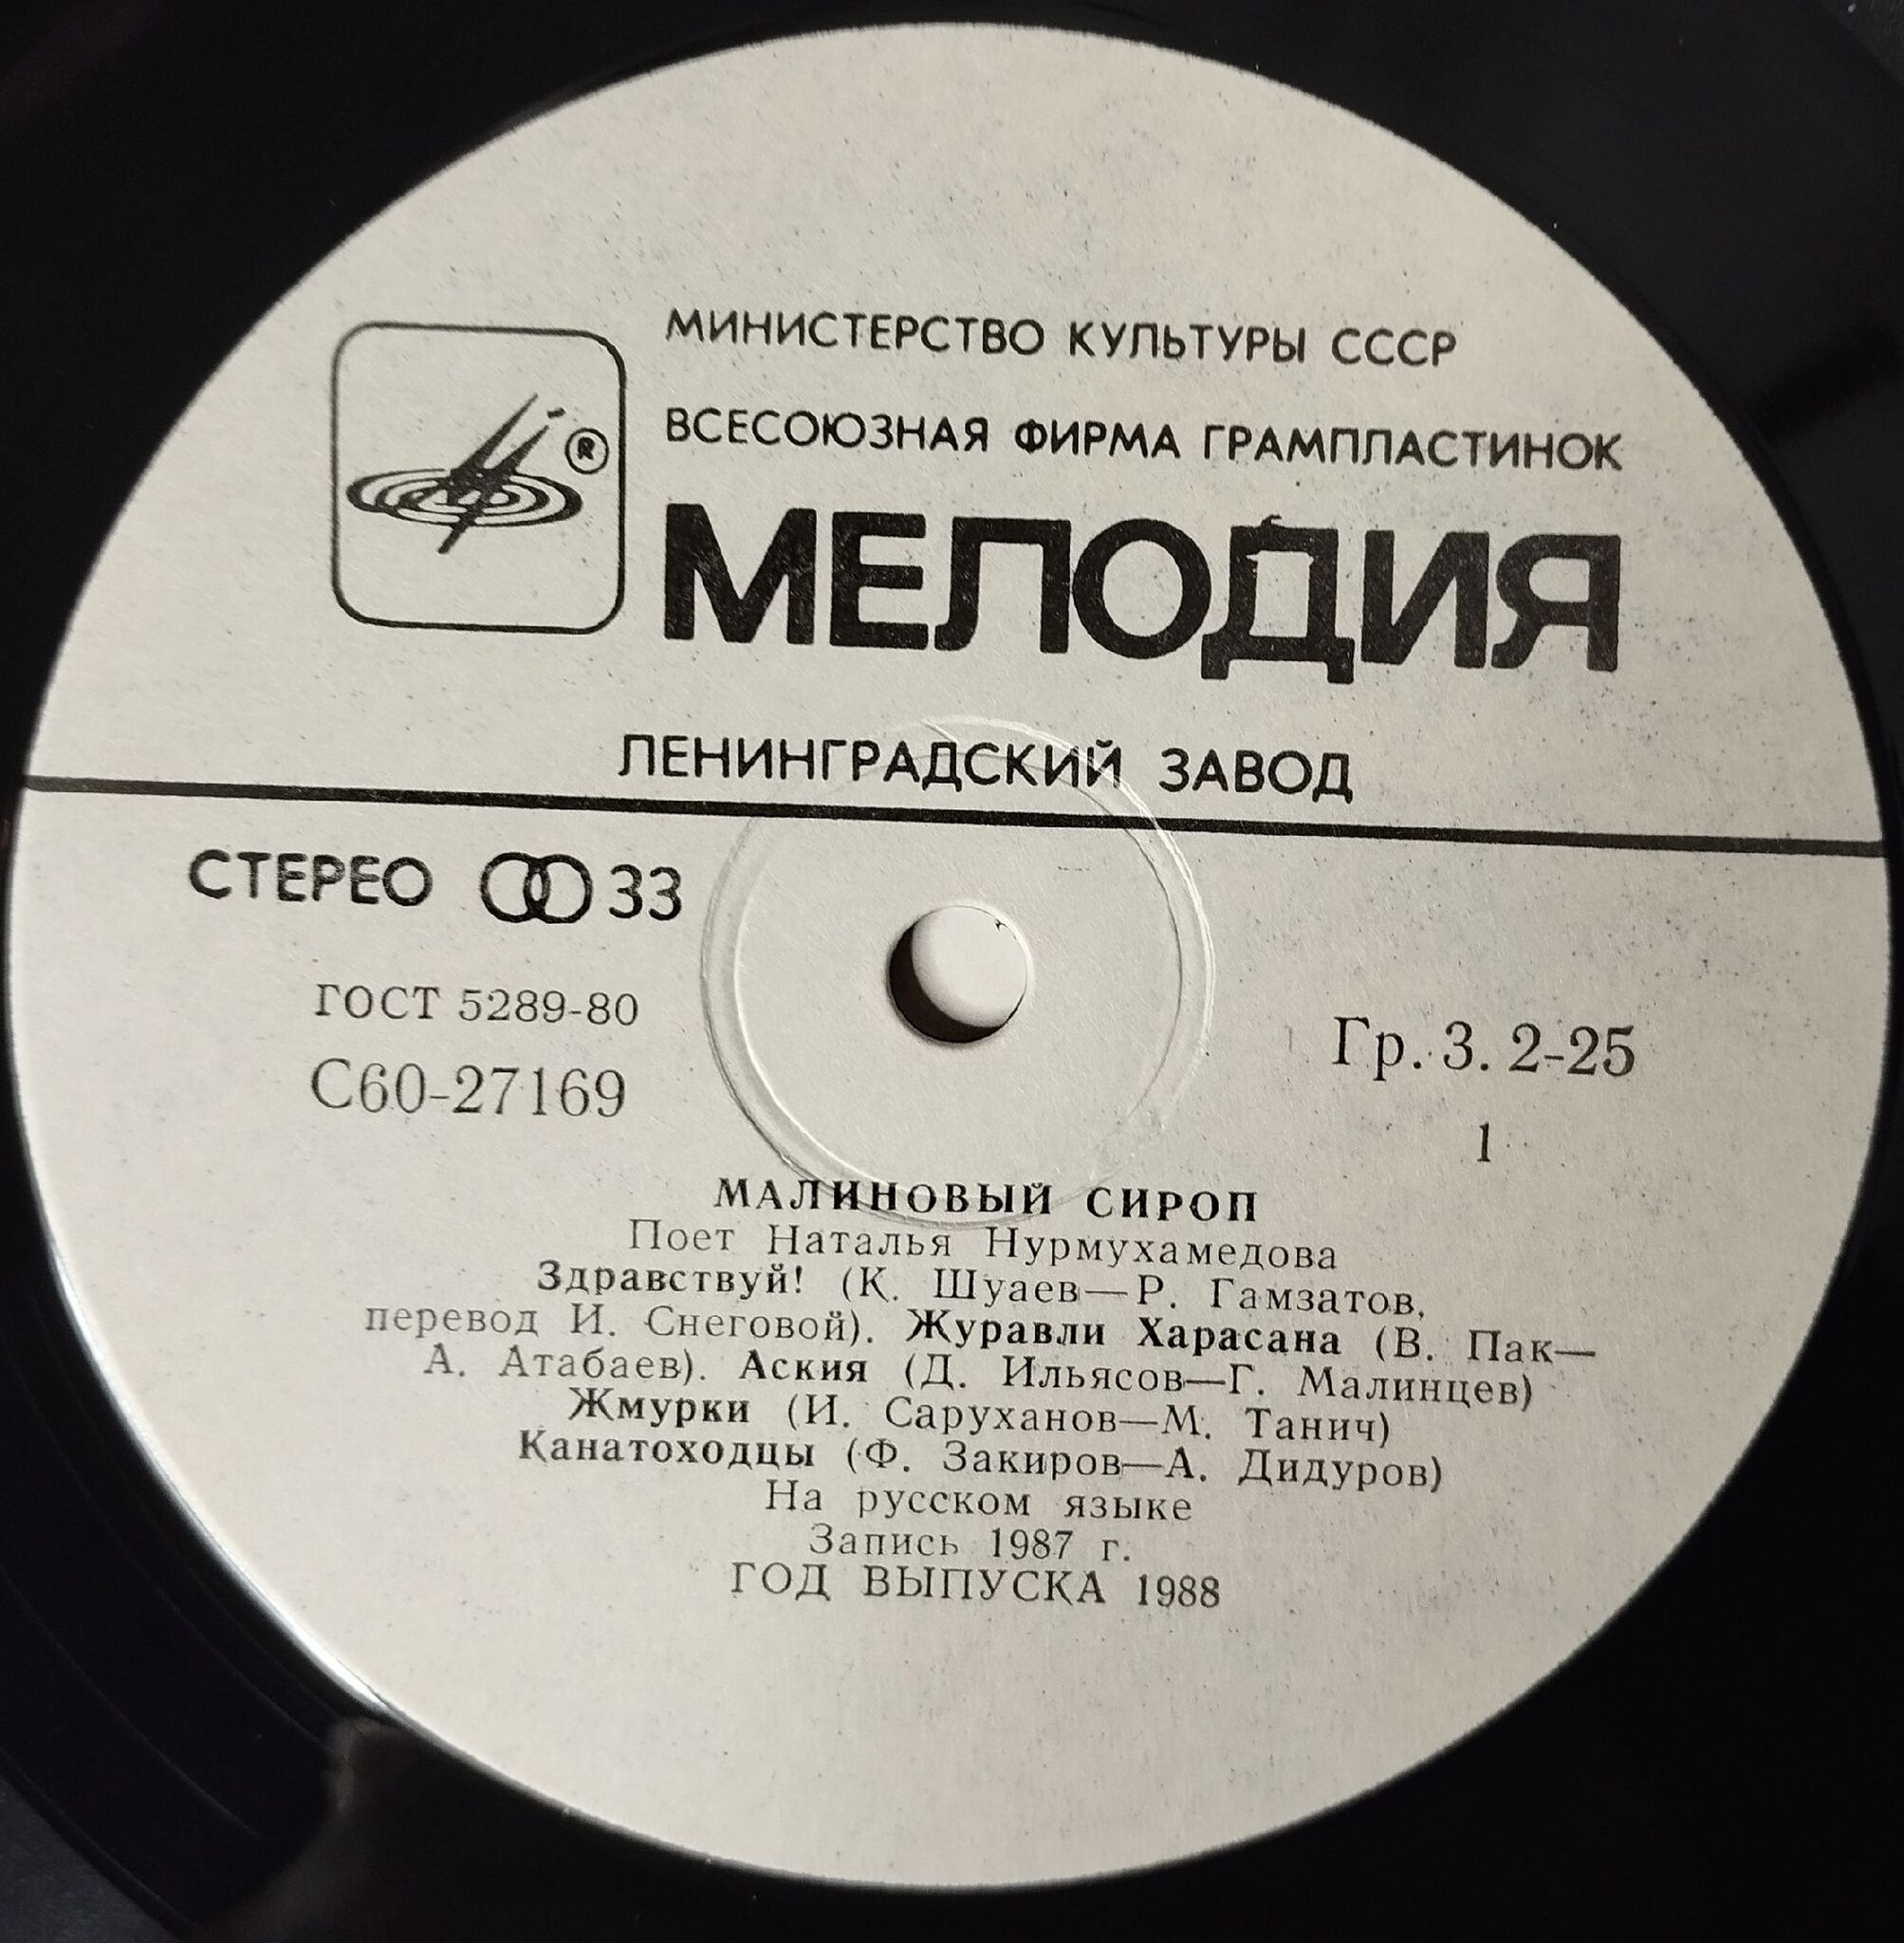 МИНИСТЕРСТВО КУЛЬТУРЫ СССР
ВСЕСОЮЗНАЯ ФИРМА ГРАМПЛАСТИНОК
®
МЕЛОДИЯ
ЛЕНИНГРАДСКИЙ ЗАВОД
СТЕРЕО 33
ГОСТ 5289-80
С60-27169
Гр. 3. 2-25
1
МАЛИНОВЫЙ СИРОП
Поет Наталья Нурмухамедова
Здравствуй! (К. Шуаев—Р. Гамзатов,
перевод И. Снеговой). Журавли Харасана (В. Пак—
А. Атабаев). Аския (Д. Ильясов—Г. Малинцев)
Жмурки (И. Саруханов—М. Танич)
Канатоходцы (Ф. Закиров—А. Дидуров)
На русском языке
Запись 1987 г.
ГОД ВЫПУСКА 1988